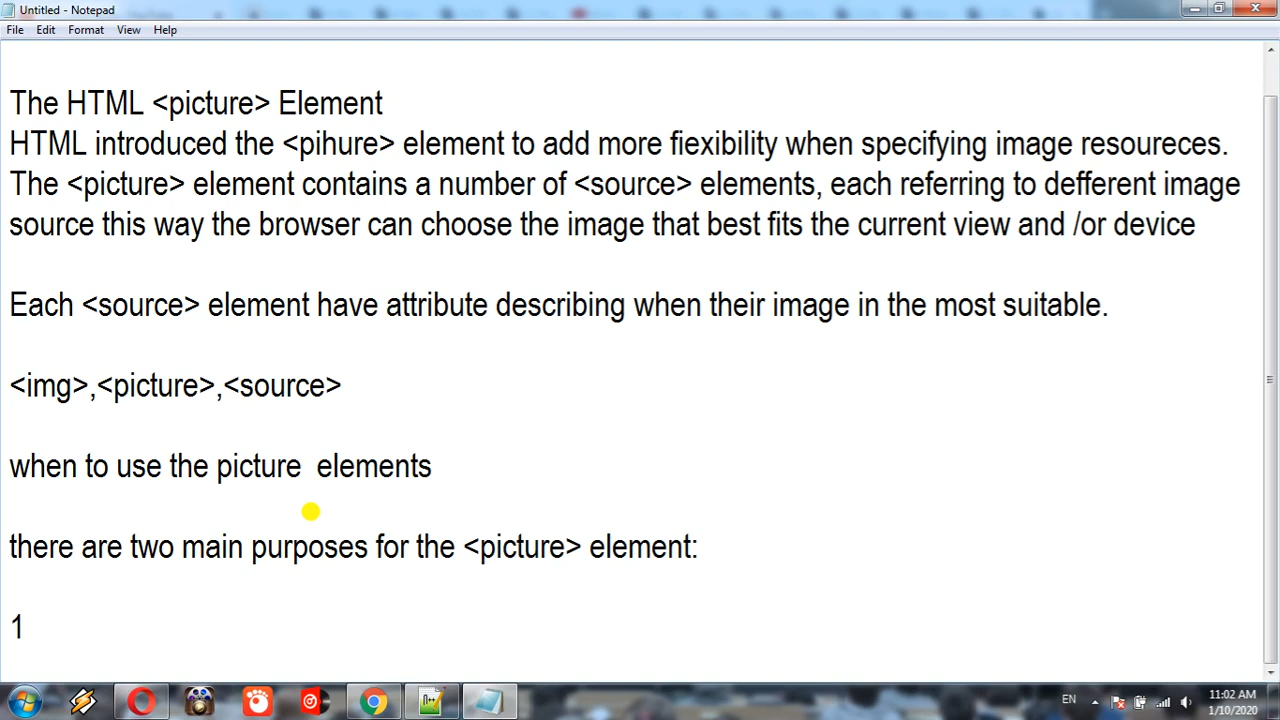 Untitled - Notepad
File Edit Format View Help
The HTML <picture> Element
HTML introduced the <pihure> element to add more fiexibility when specifying image resoureces.
The <picture> element contains a number of <source> elements, each referring to defferent image
source this way the browser can choose the image that best fits the current view and /or device
Each <source> element have attribute describing when their image in the most suitable.
<img>,<picture>,<source>
when to use the picture  elements
there are two main purposes for the <picture> element:
1
EN
11:02 AM
1/10/2020